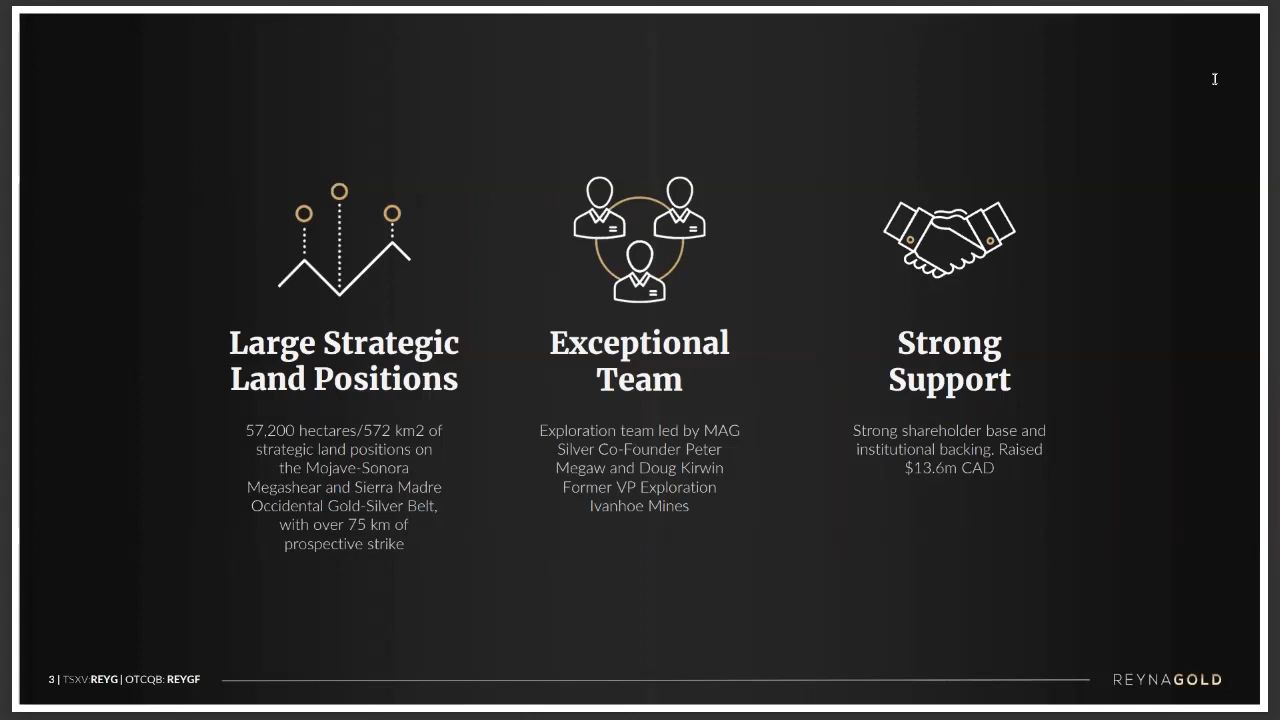 Large Strategic
Land Positions
57,200 hectares/572 km2 of
strategic land positions on
the Mojave-Sonora
Megashear and Sierra Madre
Occidental Gold-Silver Belt,
with over 75 km of
prospective strike
Exceptional
Team
Exploration team led by MAG
Silver Co-Founder Peter
Megaw and Doug Kirwin
Former VP Exploration
Ivanhoe Mines
Strong
Support
Strong shareholder base and
institutional backing. Raised
$13.6m CAD
3 | TSXV:REYG | OTCQB: REYGF
REYNAGOLD